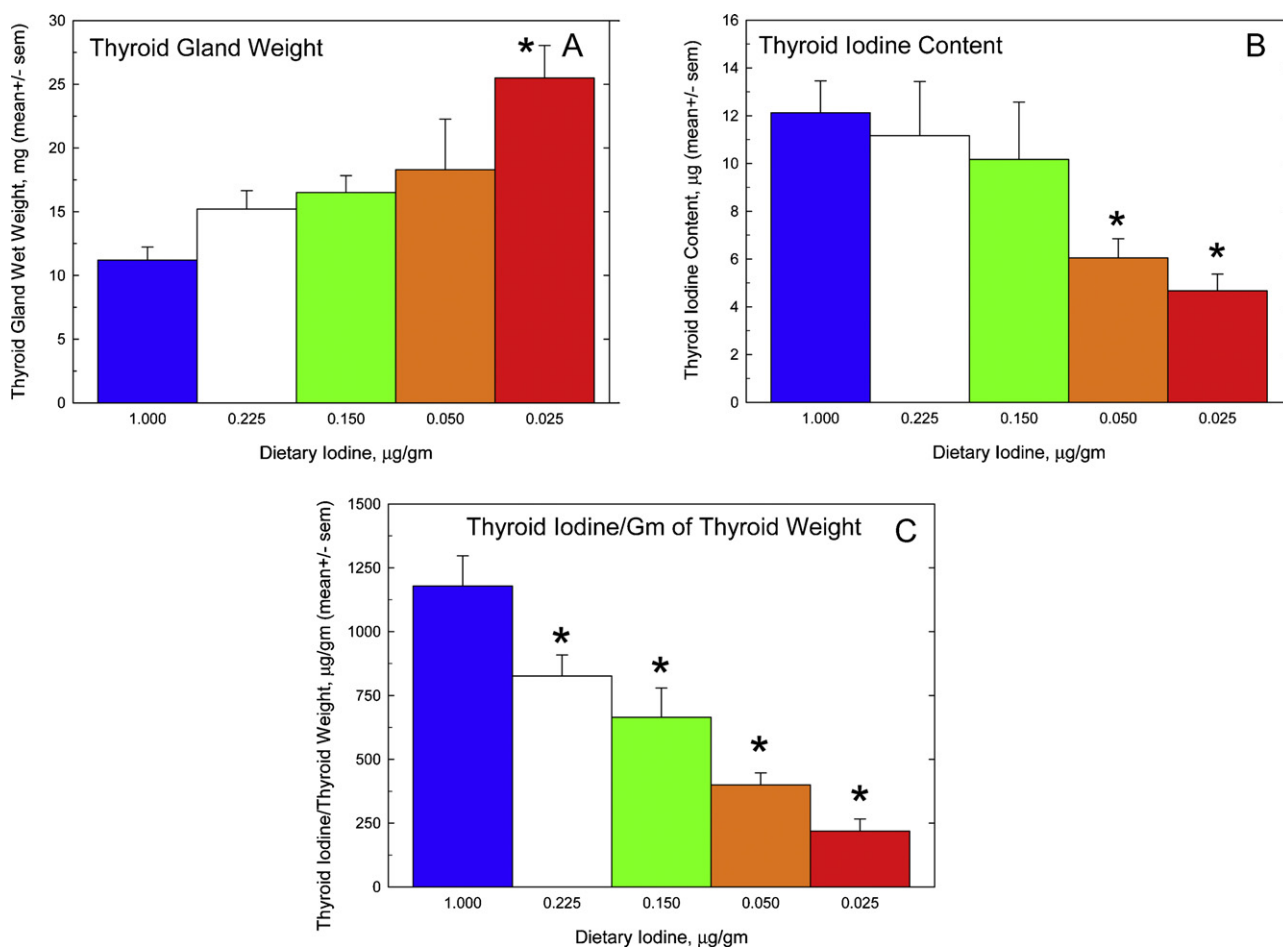 Thyroid Gland Weight
A
*
Thyroid Gland Wet Weight, mg (mean+/- sem)
30
25
20
15
10
5
0
1.000 0.225 0.150 0.050 0.025
Dietary Iodine, μg/gm
Thyroid Iodine Content
B
* *
Thyroid Iodine Content, μg (mean+/- sem)
16
14
12
10
8
6
4
2
0
1.000 0.225 0.150 0.050 0.025
Dietary Iodine, μg/gm
Thyroid Iodine/Gm of Thyroid Weight
C
* * * *
Thyroid Iodine/Thyroid Weight, μg/gm (mean+/- sem)
1500
1250
1000
750
500
250
0
1.000 0.225 0.150 0.050 0.025
Dietary Iodine, μg/gm